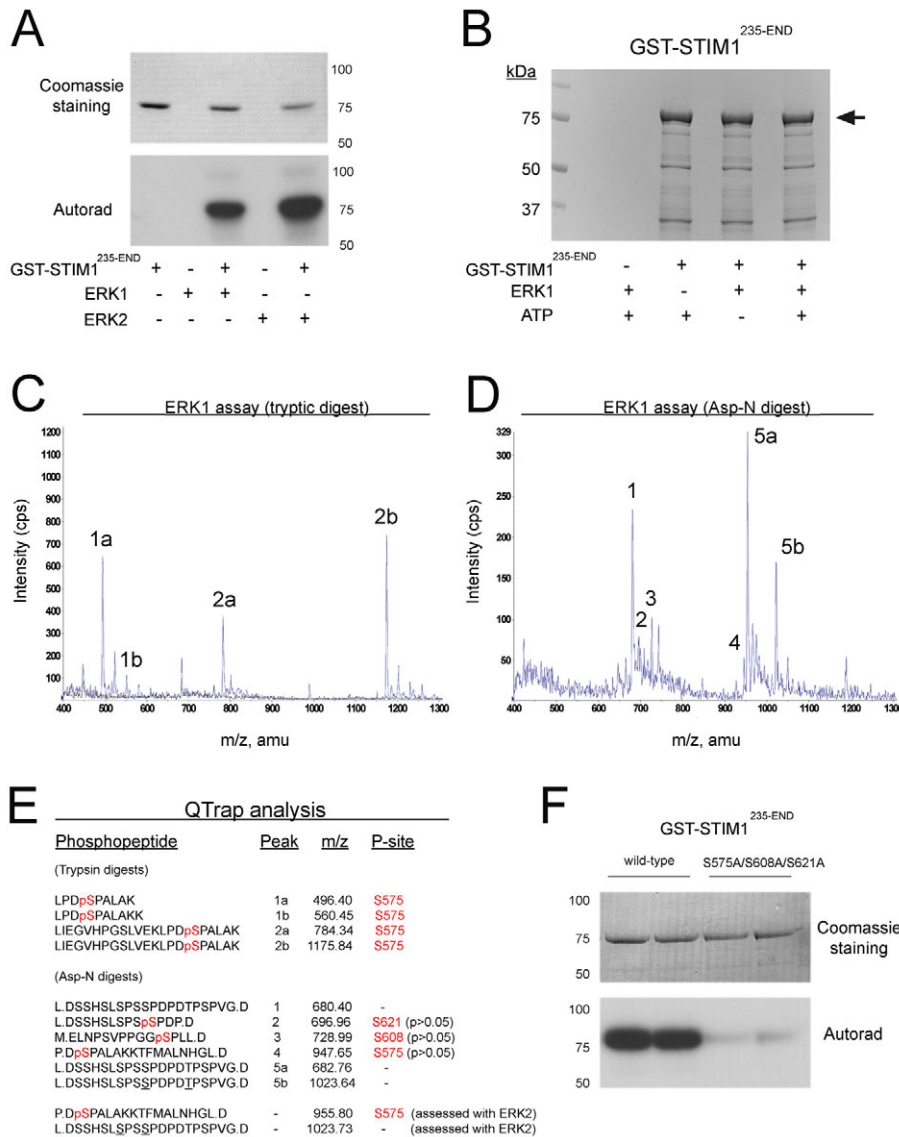 A
Coomassie
staining
Autorad
100
75
50
100
75
50
GST-STIM1 235-END + - + - +
ERK1 - + + - -
ERK2 - - - + +
B
GST-STIM1 235-END
kDa
75
50
37
GST-STIM1 235-END - + + +
ERK1 + - + +
ATP + + - +
C
ERK1 assay (tryptic digest)
Intensity (cps)
1200
1100
1000
900
800
700
600
500
400
300
200
100
1a
1b
2a
2b
400 500 600 700 800 900 1000 1100 1200 1300
m/z, amu
D
ERK1 assay (Asp-N digest)
Intensity (cps)
329
300
250
200
150
100
50
0
1
2
3
4
5a
5b
400 500 600 700 800 900 1000 1100 1200 1300
m/z, amu
E
QTrap analysis
Phosphopeptide Peak m/z P-site
(Trypsin digests)
LPDpSPALAK 1a 496.40 S575
LPDpSPALAKK 1b 560.45 S575
LIEGVHPGSLVEKLPDpSPALAK 2a 784.34 S575
LIEGVHPGSLVEKLPDpSPALAK 2b 1175.84 S575
(Asp-N digests)
L.DSSHSLSPSSPDPDTPSPVG.D 1 680.40 -
L.DSSHSLSPSpSPDP.D 2 696.96 S621 (p>0.05)
M.ELNPSVPPGGpSPLL.D 3 728.99 S608 (p>0.05)
P.DpSPALAKKTFMALNHGL.D 4 947.65 S575 (p>0.05)
L.DSSHSLSPSSPDPDTPSPVG.D 5a 682.76 -
L.DSSHSLSPSSPDPDTPSPVG.D 5b 1023.64 -
P.DpSPALAKKTFMALNHGL.D - 955.80 S575 (assessed with ERK2)
L.DSSHSLSPSSPDPDTPSPVG.D - 1023.73 - (assessed with ERK2)
F
GST-STIM1 235-END
wild-type S575A/S608A/S621A
100
75
50
Coomassie
staining
100
75
50
Autorad